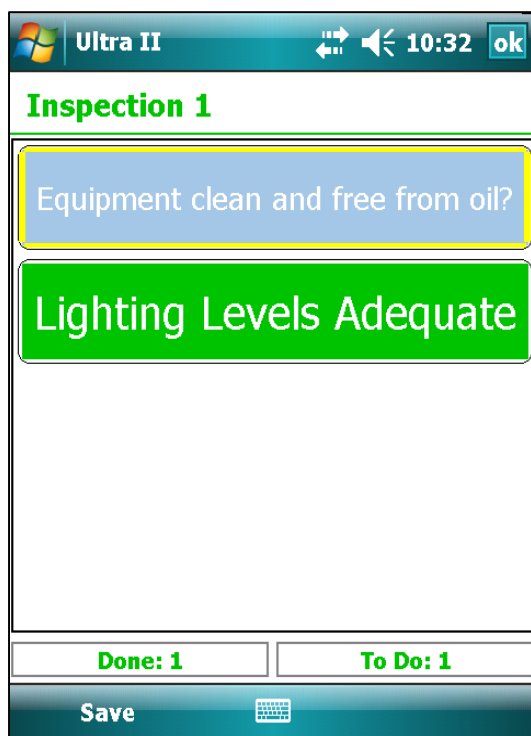 Ultra II 10:32 ok
Inspection 1
Equipment clean and free from oil?
Lighting Levels Adequate
Done: 1 To Do: 1
Save